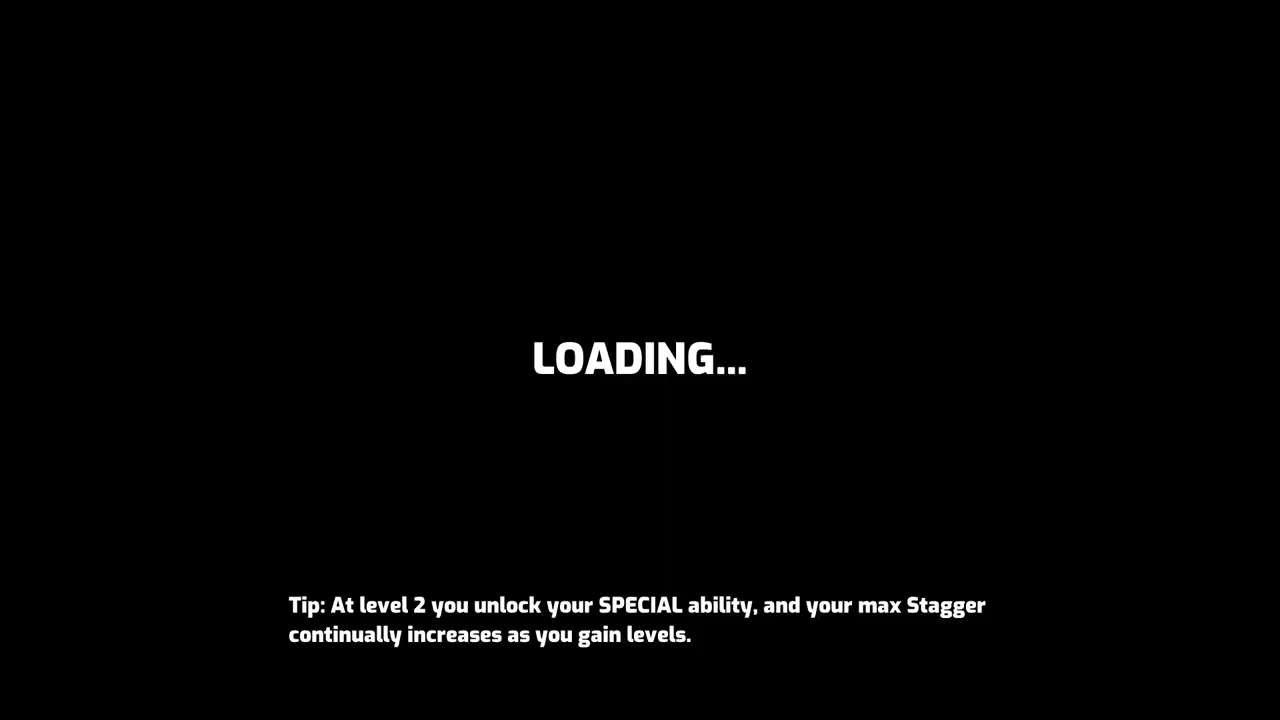 LOADING...
Tip: At level 2 you unlock your SPECIAL ability, and your max Stagger
continually increases as you gain levels.